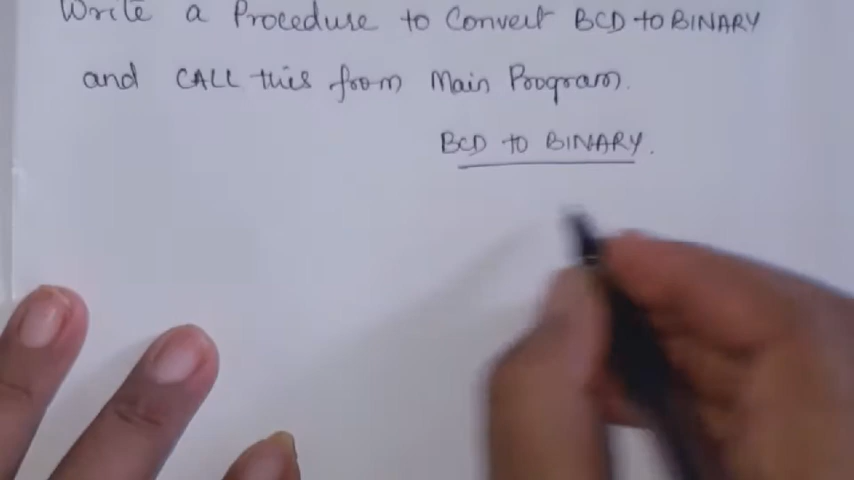 Write a Procedure to Convert BCD to BINARY
and CALL this from Main Program.
BCD to BINARY.